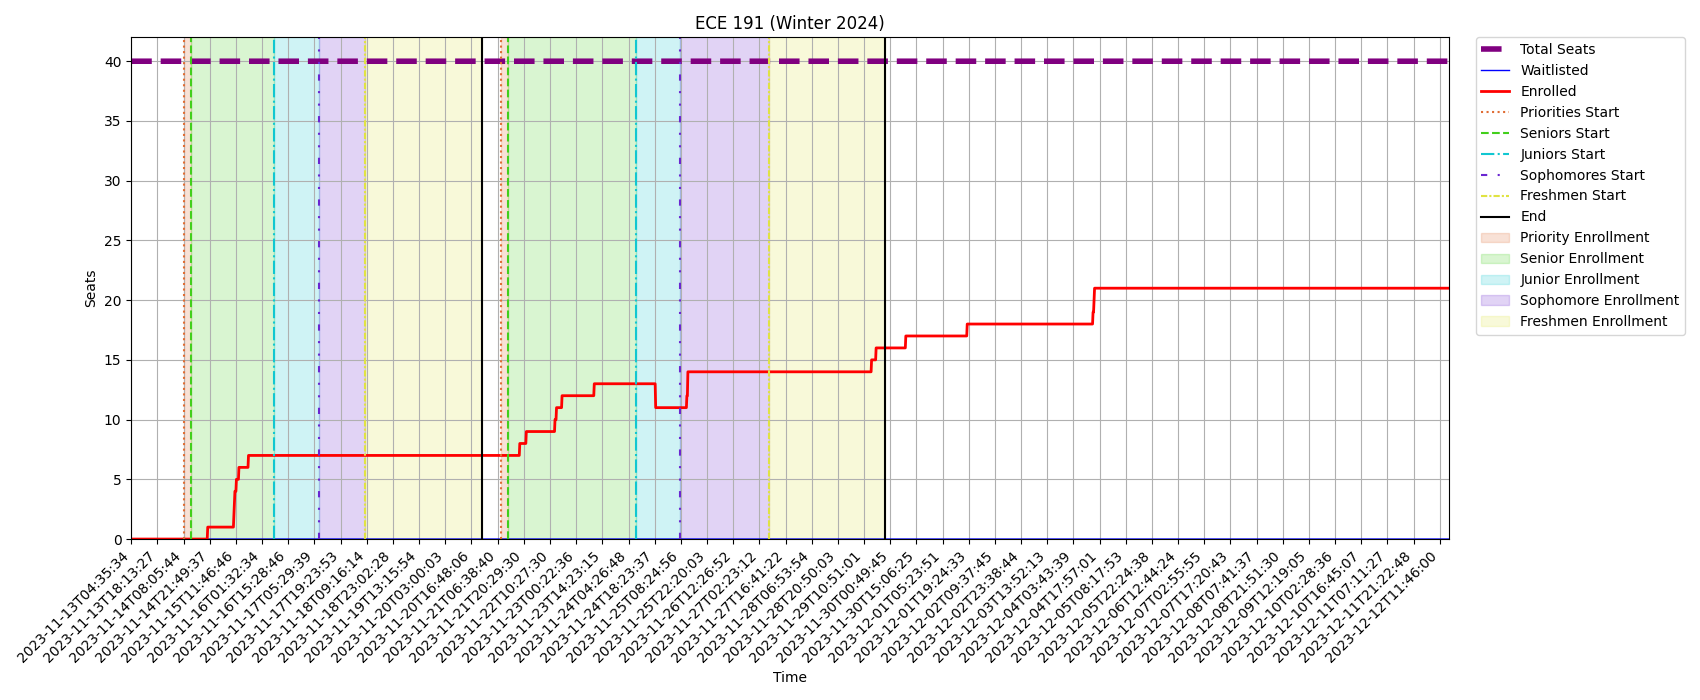 ECE 191 (Winter 2024)
Seats
40
35
30
25
20
15
10
5
0
2023-11-13T04:35:34
2023-11-13T18:13:27
2023-11-14T08:05:44
2023-11-14T21:49:37
2023-11-15T11:46:46
2023-11-16T01:32:34
2023-11-16T15:28:46
2023-11-17T05:29:39
2023-11-17T19:23:53
2023-11-18T09:16:14
2023-11-18T23:02:28
2023-11-19T13:15:54
2023-11-20T03:00:03
2023-11-20T16:48:06
2023-11-21T06:38:40
2023-11-21T20:29:30
2023-11-22T10:27:30
2023-11-23T00:22:36
2023-11-23T14:23:15
2023-11-24T04:26:48
2023-11-24T18:23:37
2023-11-25T08:24:56
2023-11-25T22:20:03
2023-11-26T12:26:52
2023-11-27T02:23:12
2023-11-27T16:41:22
2023-11-28T06:53:54
2023-11-28T20:50:03
2023-11-29T10:51:01
2023-11-30T00:49:45
2023-11-30T15:06:25
2023-12-01T05:23:51
2023-12-01T19:24:33
2023-12-02T09:37:45
2023-12-02T23:38:44
2023-12-03T13:52:13
2023-12-04T03:43:39
2023-12-04T17:57:01
2023-12-05T08:17:53
2023-12-05T22:24:38
2023-12-06T12:44:24
2023-12-07T02:55:55
2023-12-07T17:20:43
2023-12-08T07:41:37
2023-12-08T21:51:30
2023-12-09T12:19:05
2023-12-10T02:28:36
2023-12-10T16:45:07
2023-12-11T07:11:27
2023-12-11T21:22:48
2023-12-12T11:46:00
Time
Total Seats
Waitlisted
Enrolled
Priorities Start
Seniors Start
Juniors Start
Sophomores Start
Freshmen Start
End
Priority Enrollment
Senior Enrollment
Junior Enrollment
Sophomore Enrollment
Freshmen Enrollment